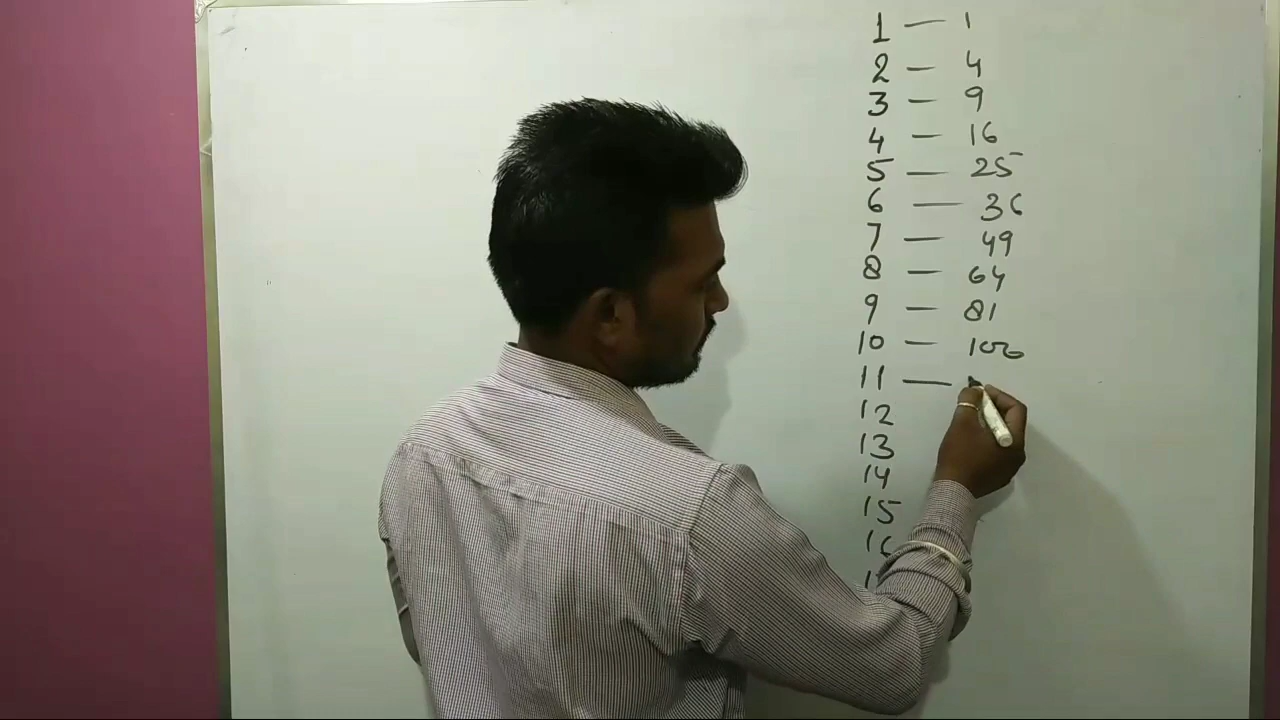 1 — 1
2 — 4
3 — 9
4 — 16
5 — 25
6 — 36
7 — 49
8 — 64
9 — 81
10 — 100
11 —
12
13
14
15
16